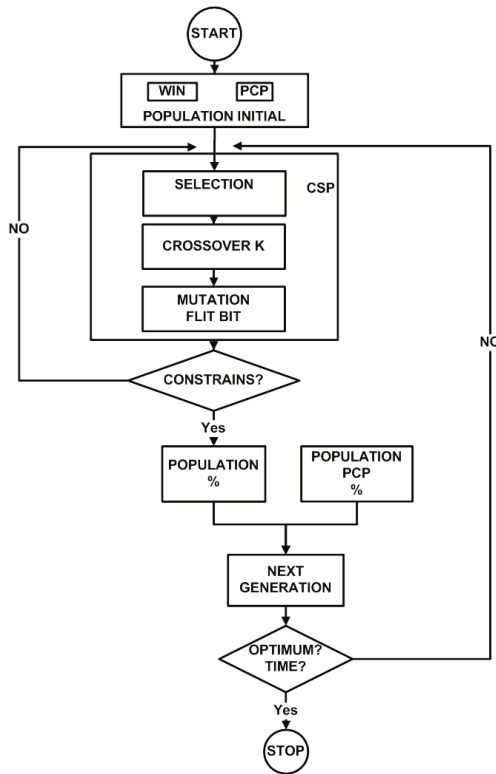 START
WIN PCP
POPULATION INITIAL
SELECTION
CSP
NO
CROSSOVER K
MUTATION
FLIT BIT
NO
CONSTRAINS?
Yes
POPULATION
%
POPULATION
PCP
%
NEXT
GENERATION
OPTIMUM?
TIME?
Yes
STOP